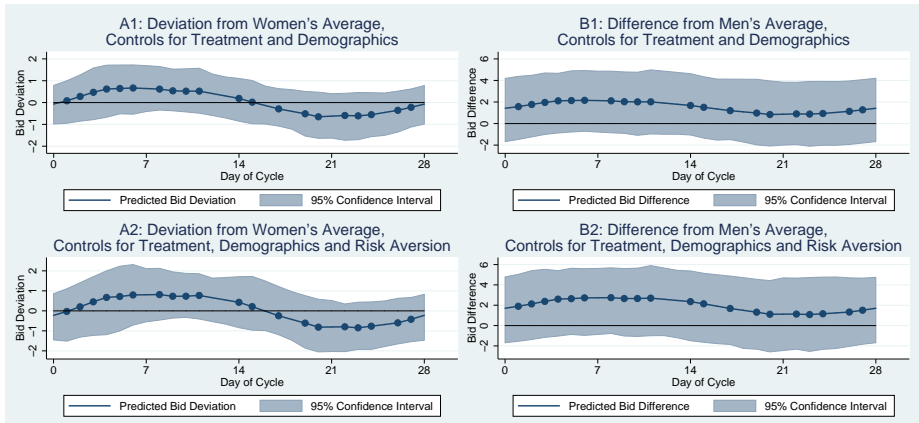 A1: Deviation from Women's Average,
Controls for Treatment and Demographics
Bid Deviation
2
1
0
−1
−2
0 7 14 21 28
Day of Cycle
Predicted Bid Deviation 95% Confidence Interval
B1: Difference from Men's Average,
Controls for Treatment and Demographics
Bid Difference
6
4
2
0
−2
0 7 14 21 28
Day of Cycle
Predicted Bid Difference 95% Confidence Interval
A2: Deviation from Women's Average,
Controls for Treatment, Demographics and Risk Aversion
Bid Deviation
2
1
0
−1
−2
0 7 14 21 28
Day of Cycle
Predicted Bid Deviation 95% Confidence Interval
B2: Difference from Men's Average,
Controls for Treatment, Demographics and Risk Aversion
Bid Difference
6
4
2
0
−2
0 7 14 21 28
Day of Cycle
Predicted Bid Difference 95% Confidence Interval